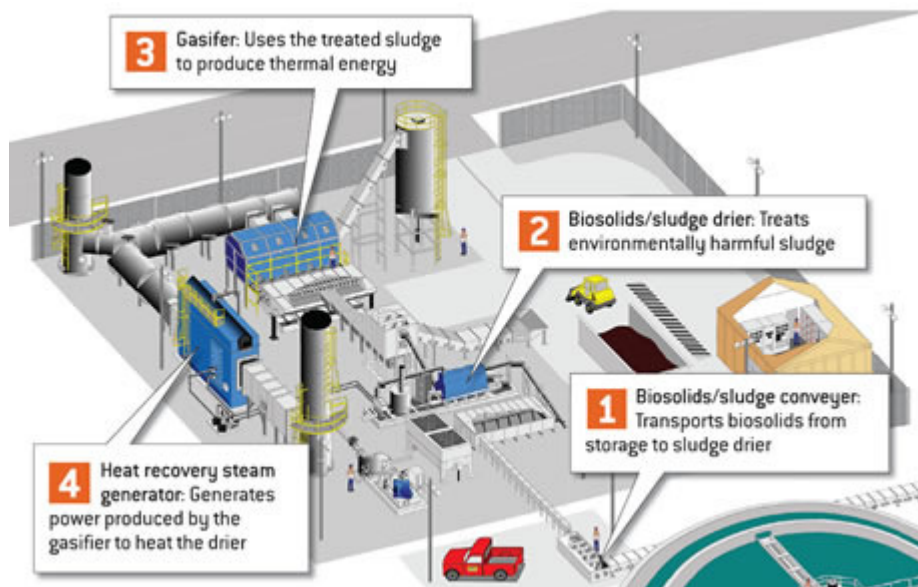 3 Gasifer: Uses the treated sludge
to produce thermal energy
2 Biosolids/sludge drier: Treats
environmentally harmful sludge
1 Biosolids/sludge conveyer:
Transports biosolids from
storage to sludge drier
4 Heat recovery steam
generator: Generates
power produced by the
gasifier to heat the drier